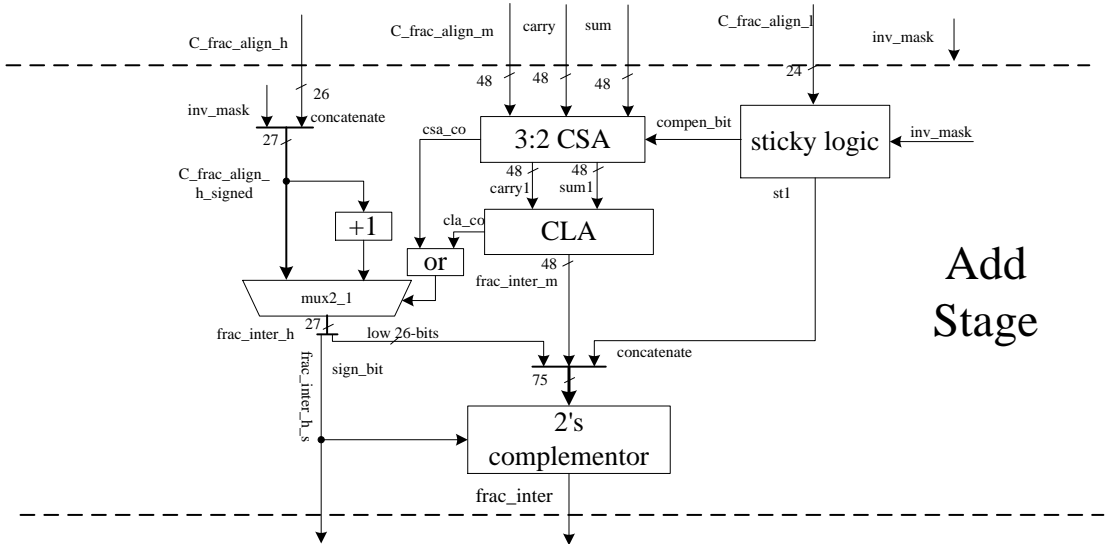 C_frac_align_h
C_frac_align_m
carry
sum
C_frac_align_l
inv_mask
26
48
48
48
24
inv_mask
concatenate
27
csa_co
3:2 CSA
compen_bit
sticky logic
inv_mask
C_frac_align_
h_signed
48
48
carry1
sum1
st1
+1
cla_co
CLA
or
48
frac_inter_m
Add
Stage
mux2_1
27
frac_inter_h
low 26-bits
concatenate
sign_bit
frac_inter_h_s
75
2's
complementor
frac_inter